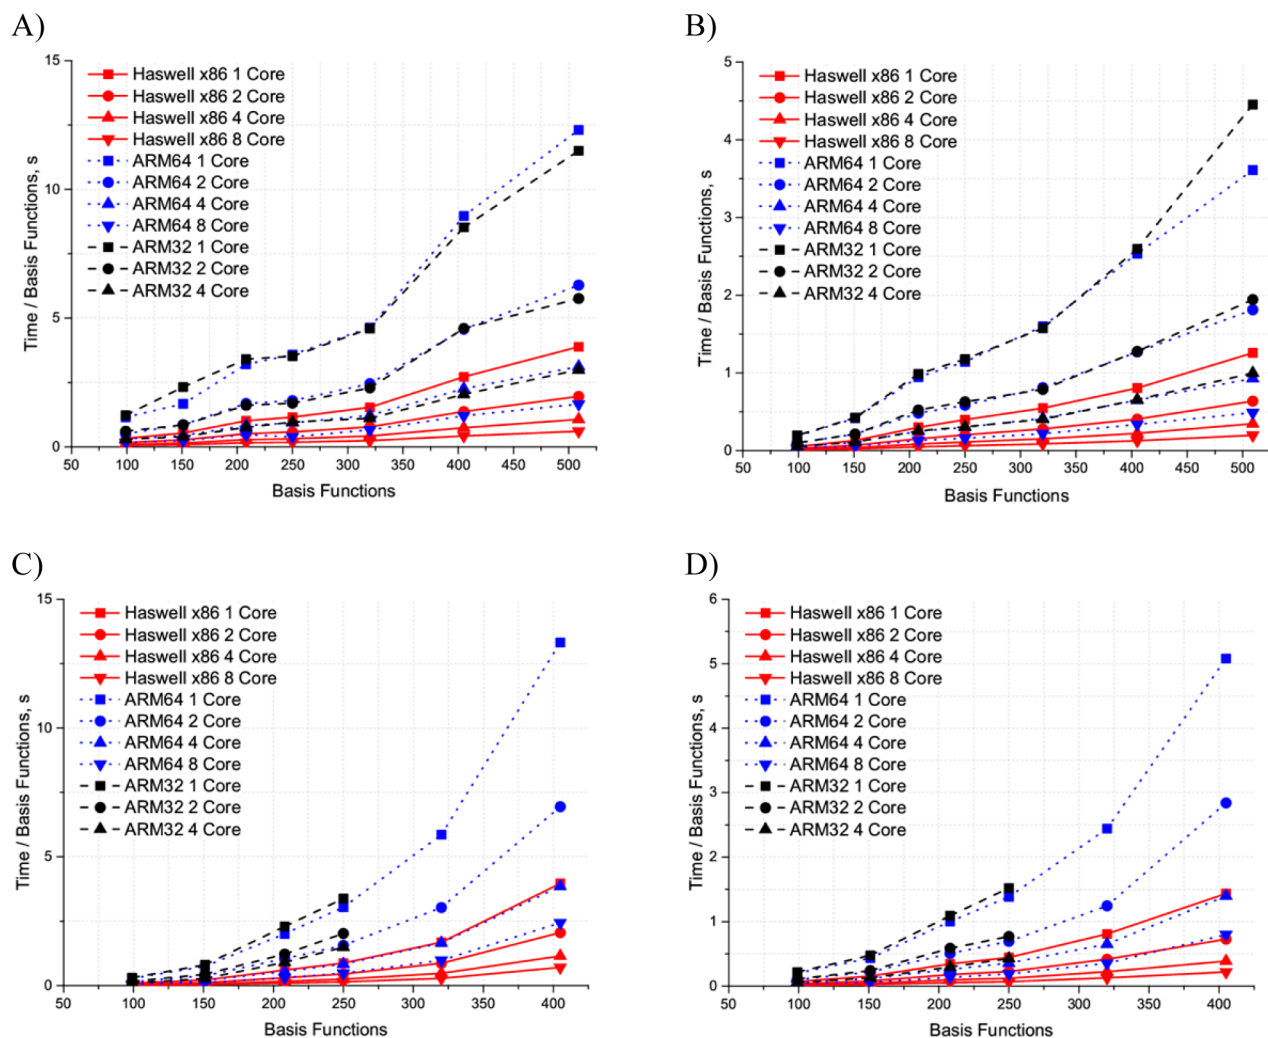 A)
15
10
5
0
Time / Basis Functions, s
Haswell x86 1 Core
Haswell x86 2 Core
Haswell x86 4 Core
Haswell x86 8 Core
ARM64 1 Core
ARM64 2 Core
ARM64 4 Core
ARM64 8 Core
ARM32 1 Core
ARM32 2 Core
ARM32 4 Core
50 100 150 200 250 300 350 400 450 500
Basis Functions
B)
5
4
3
2
1
0
Time / Basis Functions, s
Haswell x86 1 Core
Haswell x86 2 Core
Haswell x86 4 Core
Haswell x86 8 Core
ARM64 1 Core
ARM64 2 Core
ARM64 4 Core
ARM64 8 Core
ARM32 1 Core
ARM32 2 Core
ARM32 4 Core
50 100 150 200 250 300 350 400 450 500
Basis Functions
C)
15
10
5
0
Time / Basis Functions, s
Haswell x86 1 Core
Haswell x86 2 Core
Haswell x86 4 Core
Haswell x86 8 Core
ARM64 1 Core
ARM64 2 Core
ARM64 4 Core
ARM64 8 Core
ARM32 1 Core
ARM32 2 Core
ARM32 4 Core
50 100 150 200 250 300 350 400
Basis Functions
D)
6
5
4
3
2
1
0
Time / Basis Functions, s
Haswell x86 1 Core
Haswell x86 2 Core
Haswell x86 4 Core
Haswell x86 8 Core
ARM64 1 Core
ARM64 2 Core
ARM64 4 Core
ARM64 8 Core
ARM32 1 Core
ARM32 2 Core
ARM32 4 Core
50 100 150 200 250 300 350 400
Basis Functions